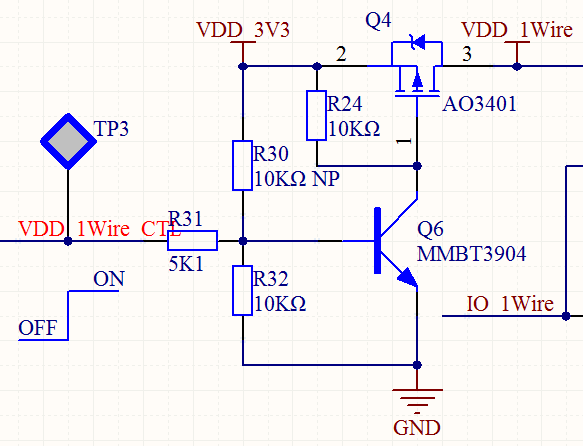 Q4
VDD_3V3
VDD_1Wire
2
3
R24
10KΩ
AO3401
TP3
1
R30
10KΩ NP
VDD_1Wire_CTL
R31
5K1
Q6
MMBT3904
R32
10KΩ
ON
OFF
IO_1Wire
GND